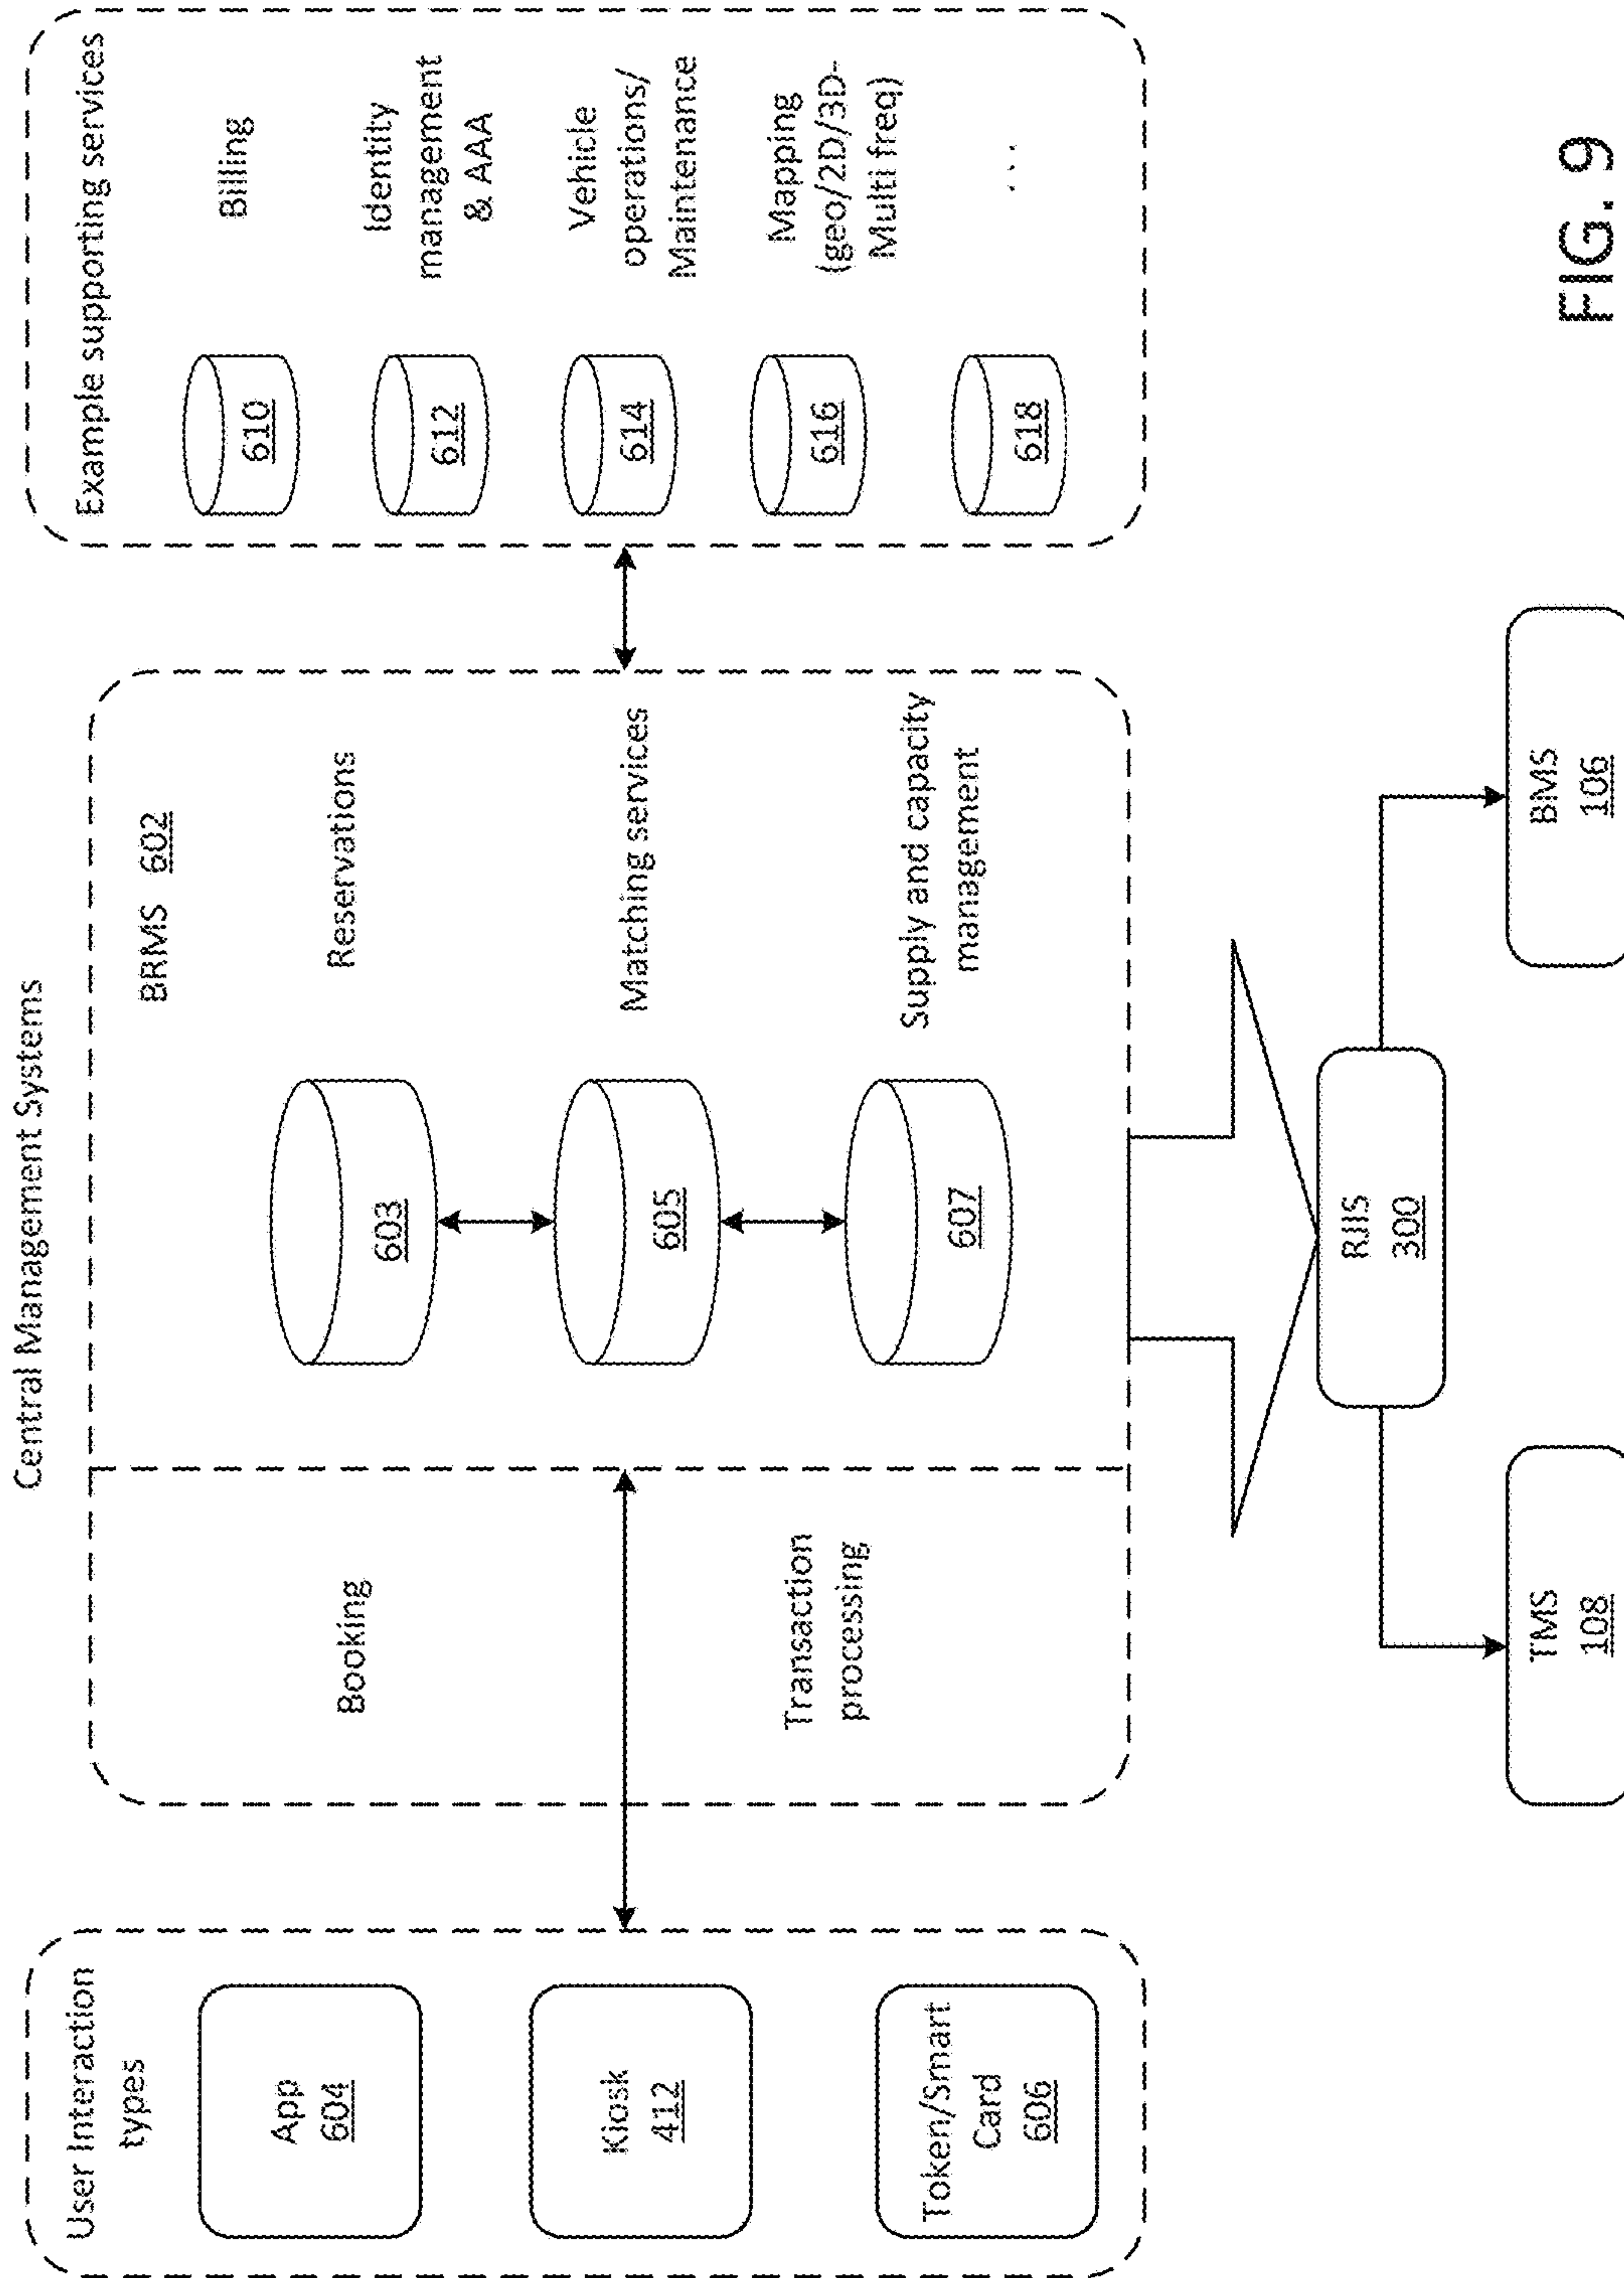 Central Management Systems
User Interaction
types
App
604
Kiosk
412
Token/Smart
Card
606
Booking
Transaction
processing
BRMS 602
603
Reservations
605
Matching services
607
Supply and capacity
management
Example supporting services
610
Billing
612
Identity
management
& AAA
614
Vehicle
operations/
Maintenance
616
Mapping
(geo/2D/3D-
Multi freq)
618
...
RJIS
300
TMS
108
BMS
106
FIG. 9